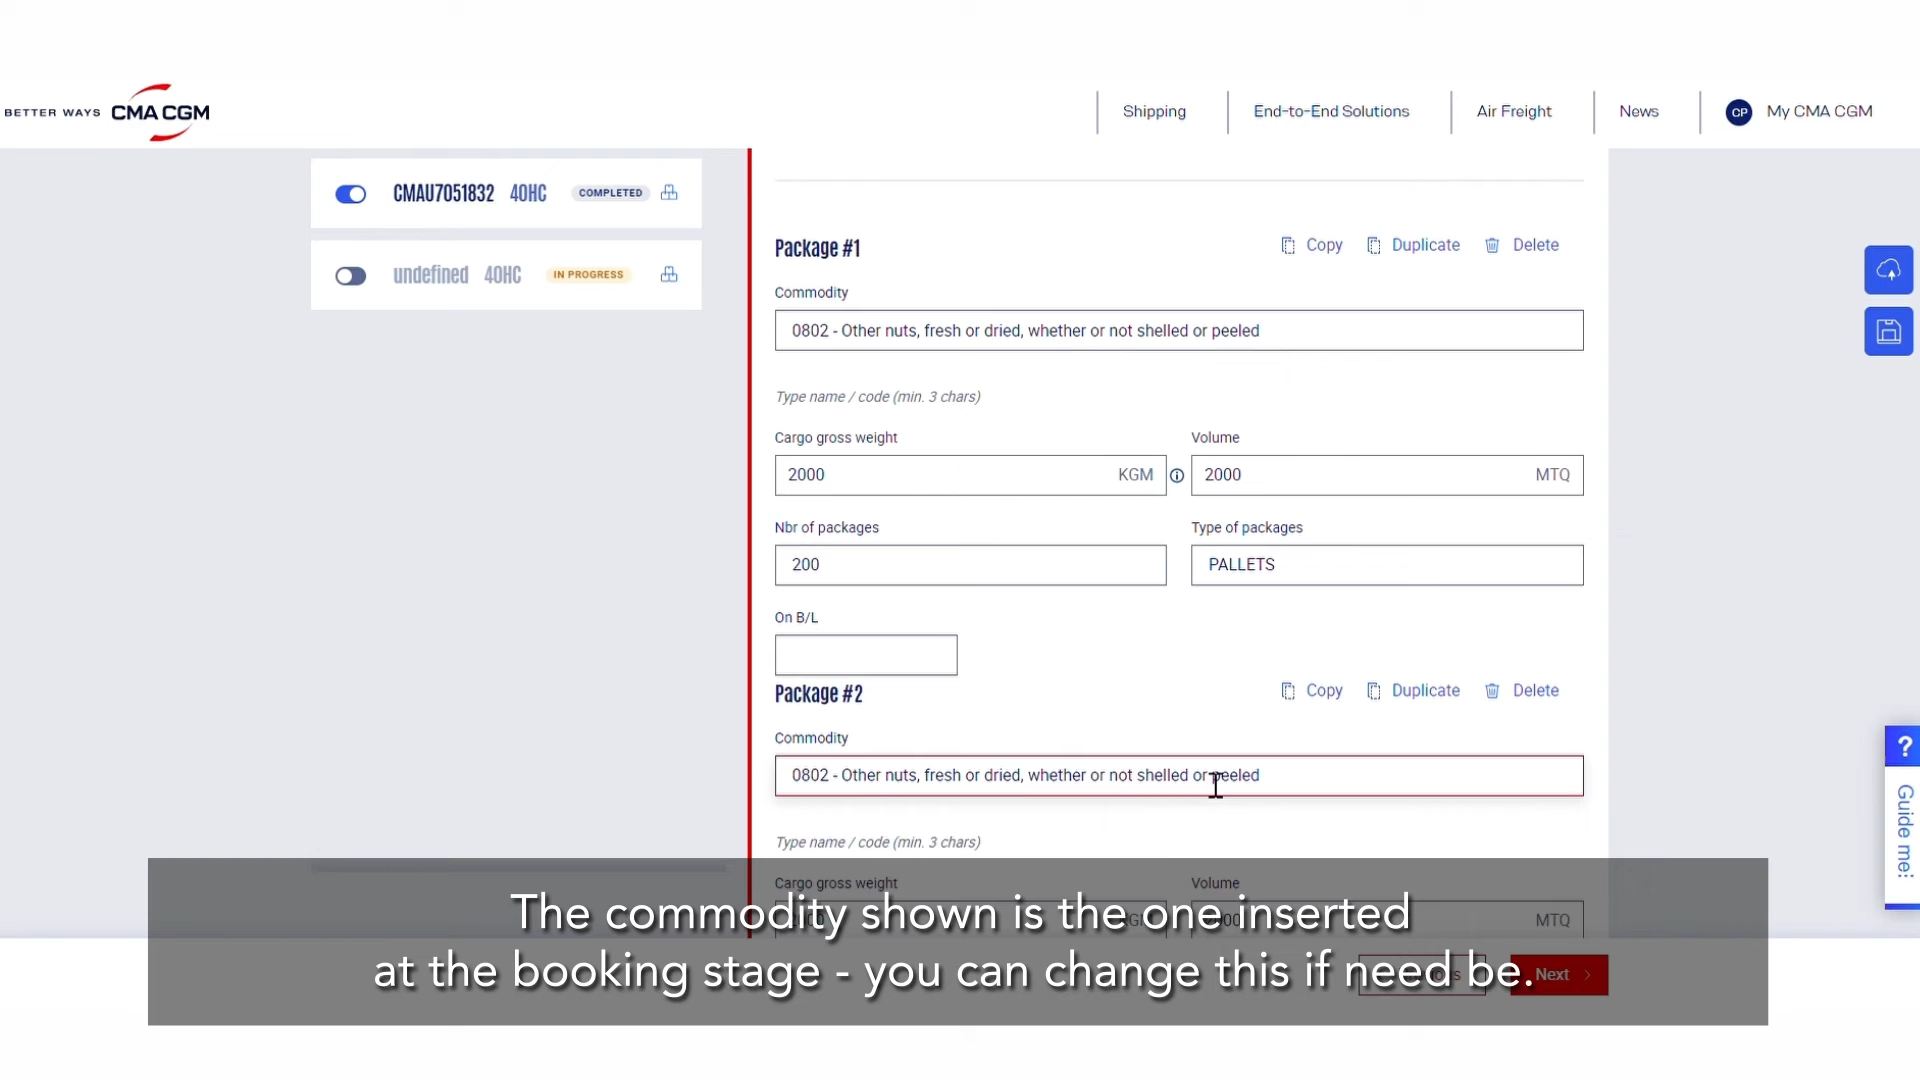 BETTER WAYS CMA CGM
Shipping
End-to-End Solutions
Air Freight
News
CP My CMA CGM
CMAU7051832 40HC COMPLETED
undefined 40HC IN PROGRESS
Package #1
Copy Duplicate Delete
Commodity
0802 - Other nuts, fresh or dried, whether or not shelled or peeled
Type name / code (min. 3 chars)
Cargo gross weight
Volume
2000 KGM
2000 MTQ
Nbr of packages
Type of packages
200
PALLETS
On B/L
Package #2
Copy Duplicate Delete
Commodity
0802 - Other nuts, fresh or dried, whether or not shelled or peeled
Type name / code (min. 3 chars)
Cargo gross weight
Volume
MTQ
Next
? Guide me!
The commodity shown is the one inserted
at the booking stage - you can change this if need be.